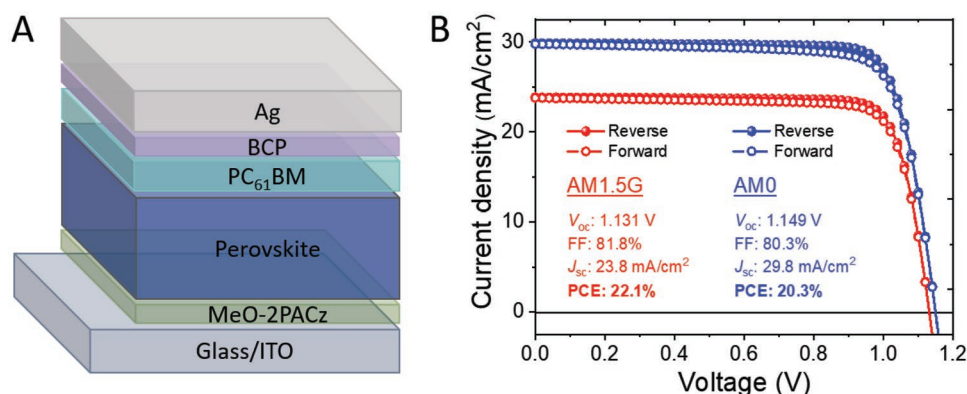 A
Ag
BCP
PC₆₁BM
Perovskite
MeO-2PACz
Glass/ITO
B
Current density (mA/cm²)
30
20
10
0
Reverse
Forward
AM1.5G
Voc: 1.131 V
FF: 81.8%
Jsc: 23.8 mA/cm²
PCE: 22.1%
Reverse
Forward
AM0
Voc: 1.149 V
FF: 80.3%
Jsc: 29.8 mA/cm²
PCE: 20.3%
0.0 0.2 0.4 0.6 0.8 1.0 1.2
Voltage (V)